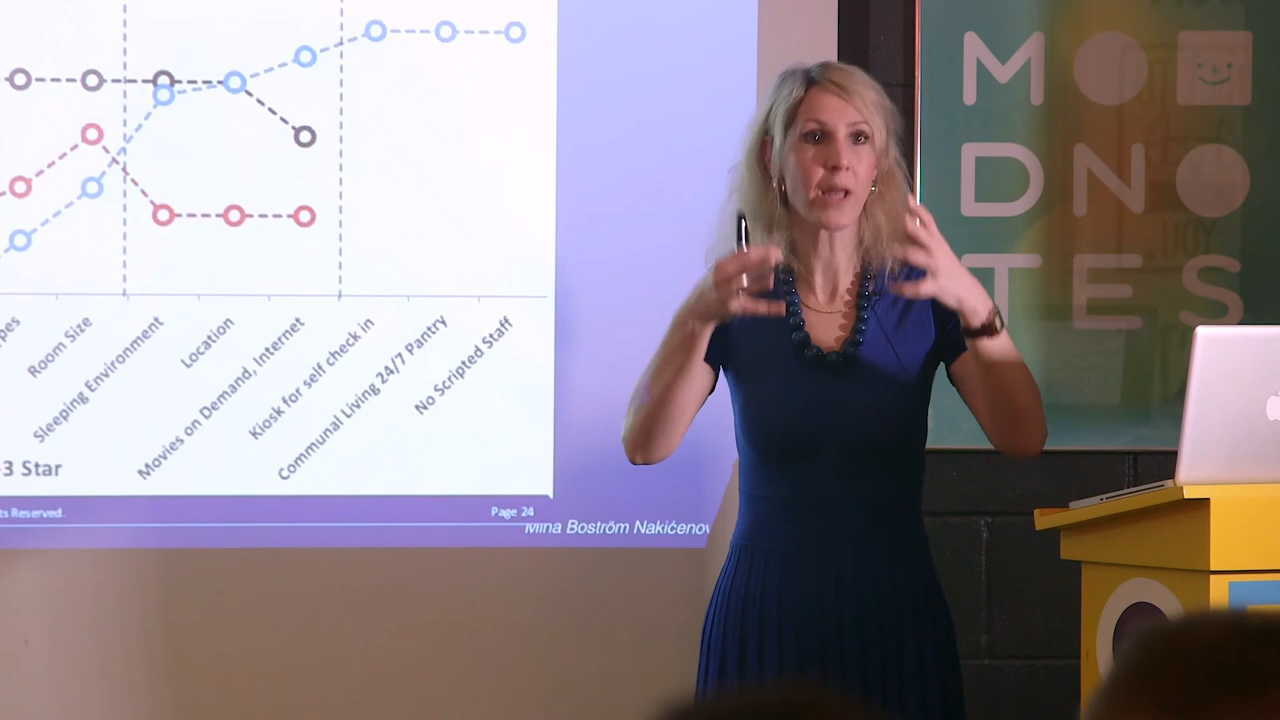 pes
Room Size
Sleeping Environment
Location
Movies on Demand, Internet
Kiosk for self check in
Communal Living 24/7 Pantry
No Scripted Staff
-3 Star
ts Reserved.
Page 24
Mina Boström Nakićenov
M
DN
TES
YOU